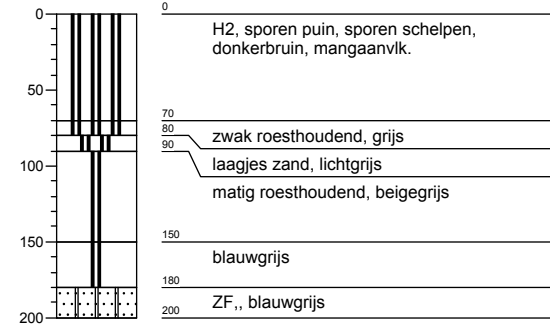 0
50
100
150
200
0
H2, sporen puin, sporen schelpen,
donkerbruin, mangaanvlk.
70
80
zwak roesthoudend, grijs
90
laagjes zand, lichtgrijs
matig roesthoudend, beigegrijs
150
blauwgrijs
180
ZF,, blauwgrijs
200